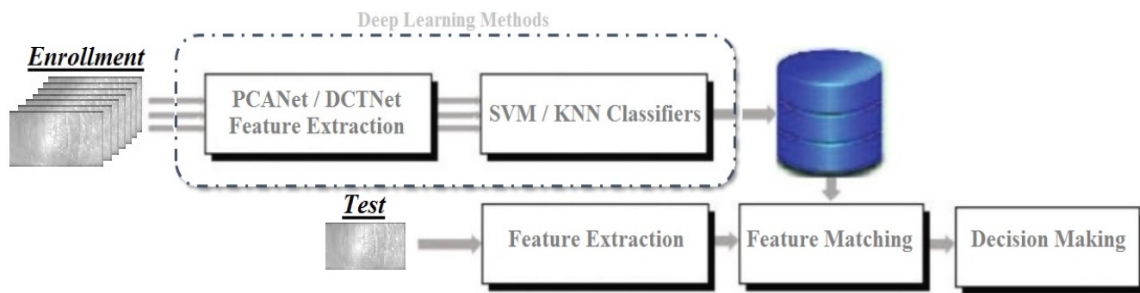 Deep Learning Methods
Enrollment
PCANet / DCTNet
Feature Extraction
SVM / KNN Classifiers
Test
Feature Extraction
Feature Matching
Decision Making